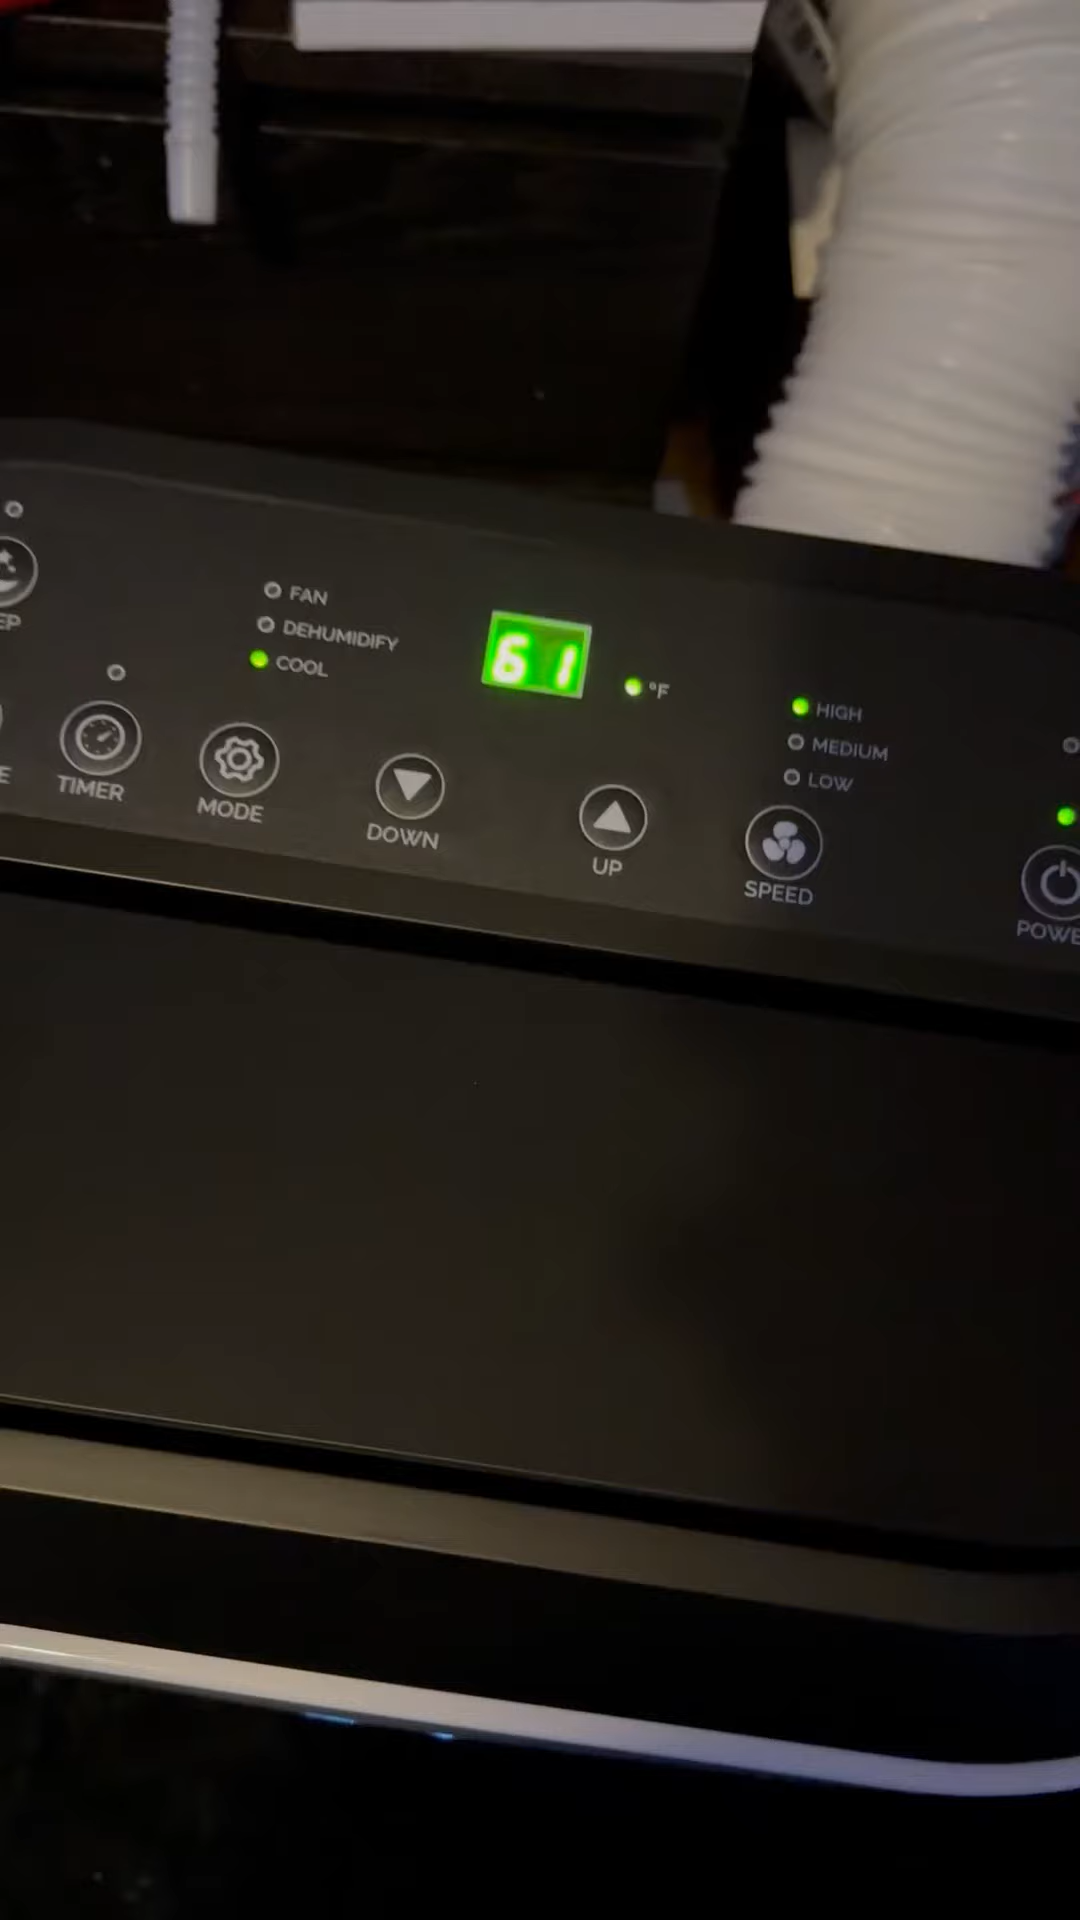 FAN
DEHUMIDIFY
COOL
61
°F
HIGH
MEDIUM
LOW
TIMER
MODE
DOWN
UP
SPEED